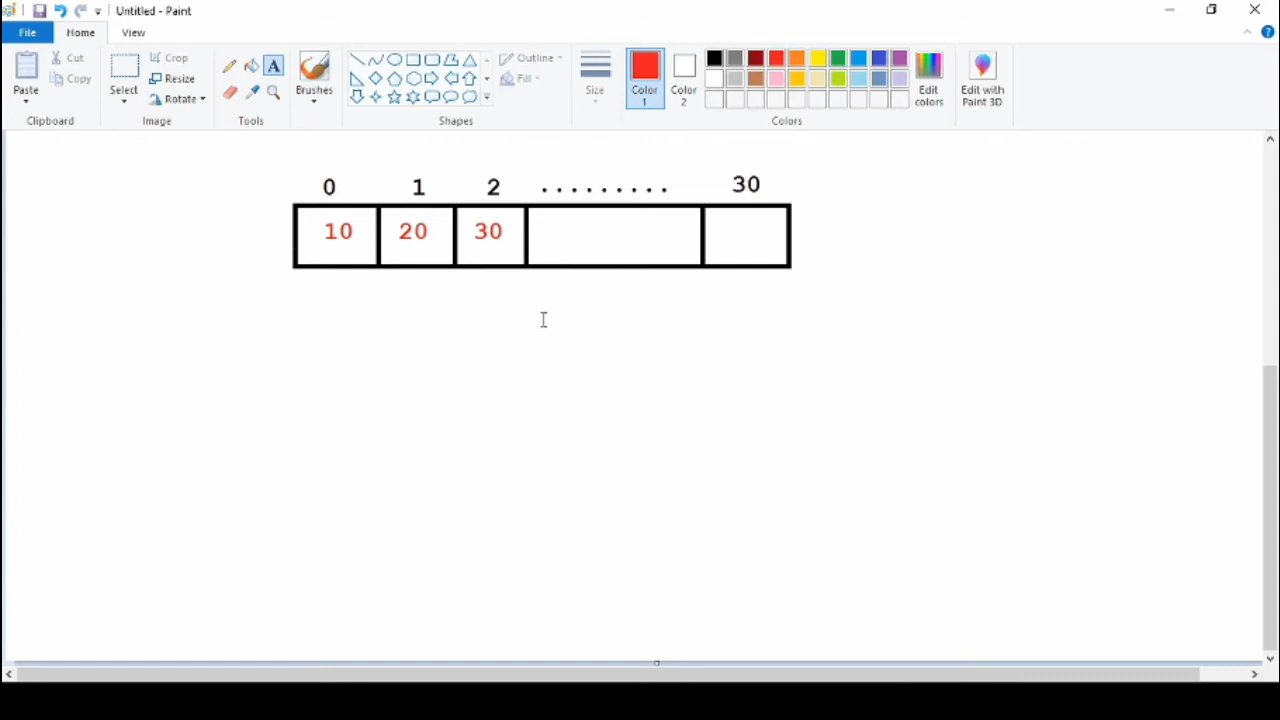 Untitled - Paint
File Home View
Paste
Cut
Copy
Clipboard
Select
Crop
Resize
Rotate
Image
A
Tools
Brushes
Outline
Fill
Shapes
Size
Color 1
Color 2
Edit colors
Colors
Edit with Paint 3D
0 1 2 ......... 30
10 20 30